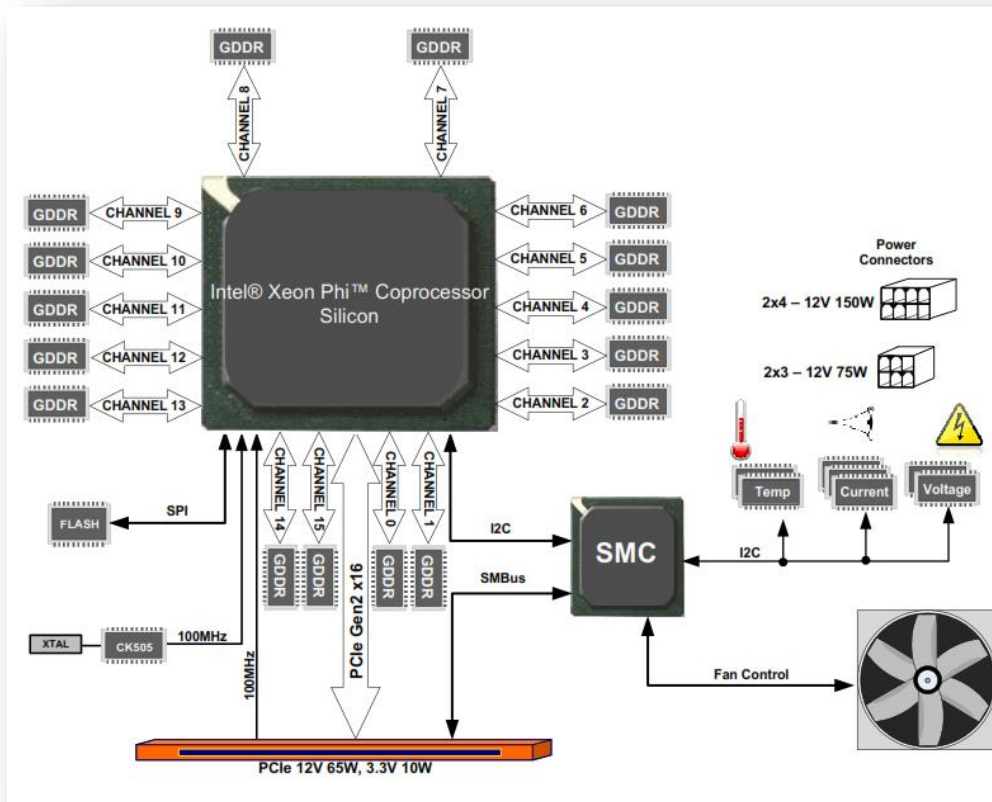 GDDR
GDDR
CHANNEL 8
CHANNEL 7
GDDR
CHANNEL 9
CHANNEL 6
GDDR
GDDR
CHANNEL 10
CHANNEL 5
GDDR
GDDR
CHANNEL 11
CHANNEL 4
GDDR
GDDR
CHANNEL 12
CHANNEL 3
GDDR
GDDR
CHANNEL 13
CHANNEL 2
GDDR
Intel® Xeon Phi™ Coprocessor
Silicon
Power
Connectors
2x4 – 12V 150W
2x3 – 12V 75W
Temp
Current
Voltage
CHANNEL 14
CHANNEL 15
CHANNEL 0
CHANNEL 1
FLASH
SPI
I2C
SMC
I2C
GDDR
GDDR
GDDR
GDDR
SMBus
PCIe Gen2 x16
XTAL
CK505
100MHz
100MHz
Fan Control
PCIe 12V 65W, 3.3V 10W